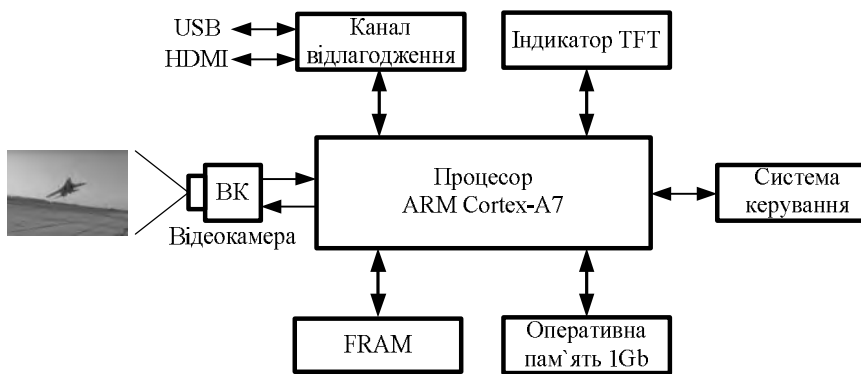 USB
HDMI
Канал
відлагодження
Індикатор TFT
ВК
Відеокамера
Процесор
ARM Cortex-A7
Система
керування
FRAM
Оперативна
пам`ять 1Gb